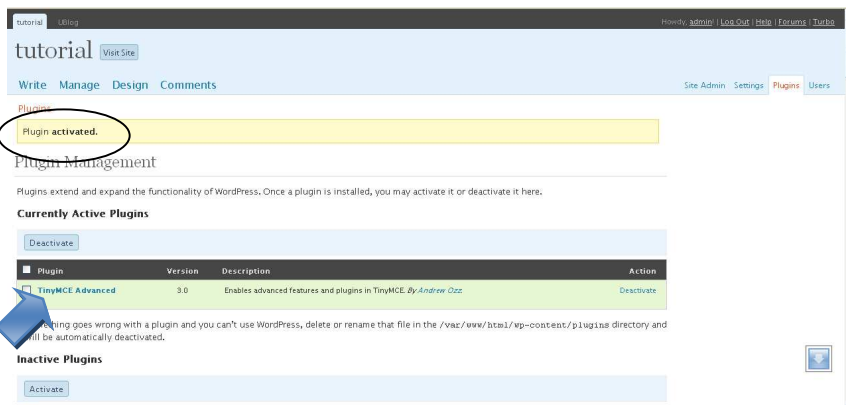 tutorial UBlog Howdy, admin! | Log Out | Help | Forums | Turbo
tutorial Visit Site
Write Manage Design Comments Site Admin Settings Plugins Users
Plugins
Plugin activated.
Plugin Management
Plugins extend and expand the functionality of WordPress. Once a plugin is installed, you may activate it or deactivate it here.
Currently Active Plugins
Deactivate
Plugin Version Description Action
TinyMCE Advanced 3.0 Enables advanced features and plugins in TinyMCE. By Andrew Ozz. Deactivate
goes wrong with a plugin and you can't use WordPress, delete or rename that file in the /var/www/html/wp-content/plugins directory and
will be automatically deactivated.
Inactive Plugins
Activate